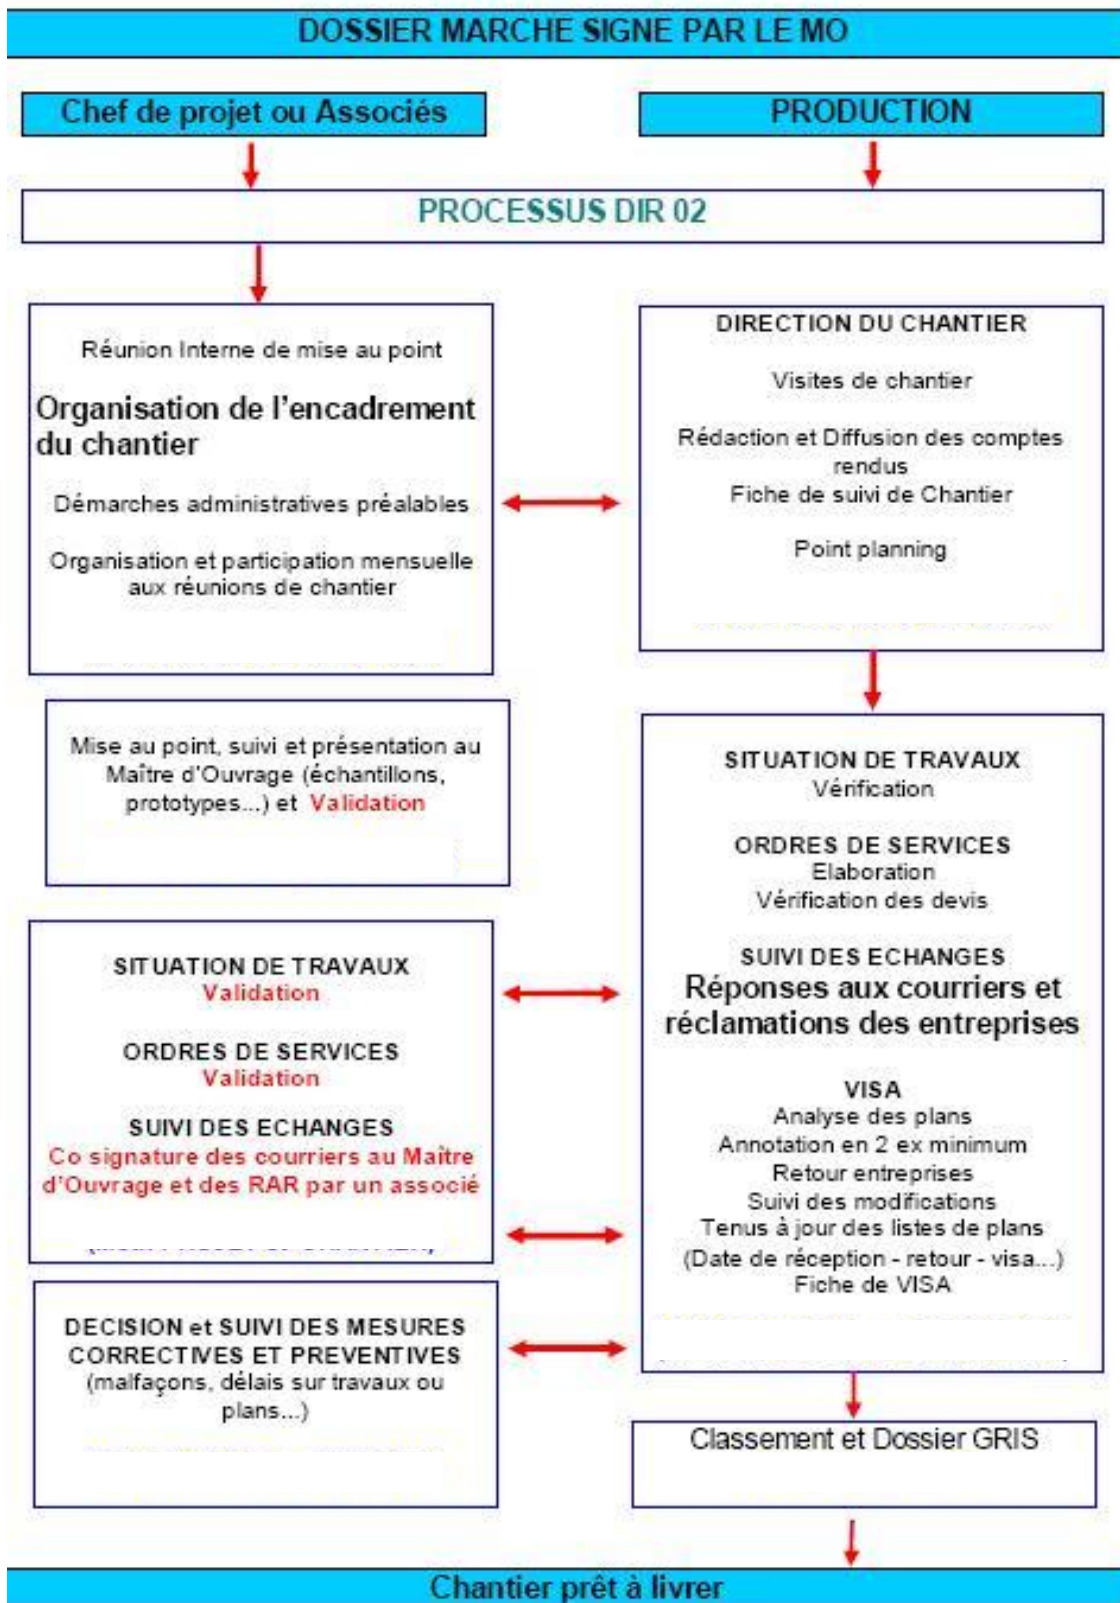 DOSSIER MARCHE SIGNE PAR LE MO
Chef de projet ou Associés
PRODUCTION
PROCESSUS DIR 02
Réunion Interne de mise au point
Organisation de l'encadrement
du chantier
Démarches administratives préalables
Organisation et participation mensuelle
aux réunions de chantier
DIRECTION DU CHANTIER
Visites de chantier
Rédaction et Diffusion des comptes
rendus
Fiche de suivi de Chantier
Point planning
Mise au point, suivi et présentation au
Maître d'Ouvrage (échantillons,
prototypes...) et Validation
SITUATION DE TRAVAUX
Validation
ORDRES DE SERVICES
Validation
SUIVI DES ECHANGES
Co signature des courriers au Maître
d'Ouvrage et des RAR par un associé
SITUATION DE TRAVAUX
Vérification
ORDRES DE SERVICES
Elaboration
Vérification des devis
SUIVI DES ECHANGES
Réponses aux courriers et
réclamations des entreprises
VISA
Analyse des plans
Annotation en 2 ex minimum
Retour entreprises
Suivi des modifications
Tenus à jour des listes de plans
(Date de réception - retour - visa...)
Fiche de VISA
DECISION et SUIVI DES MESURES
CORRECTIVES ET PREVENTIVES
(malfaçons, délais sur travaux ou
plans...)
Classement et Dossier GRIS
Chantier prêt à livrer